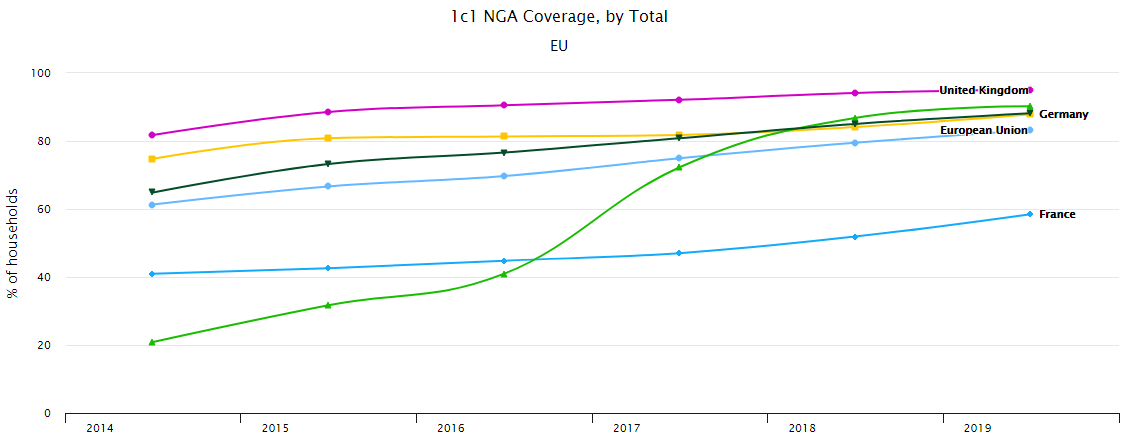 1c1 NGA Coverage, by Total
EU
% of households
100
80
60
40
20
0
United Kingdom
Germany
European Union
France
2014
2015
2016
2017
2018
2019